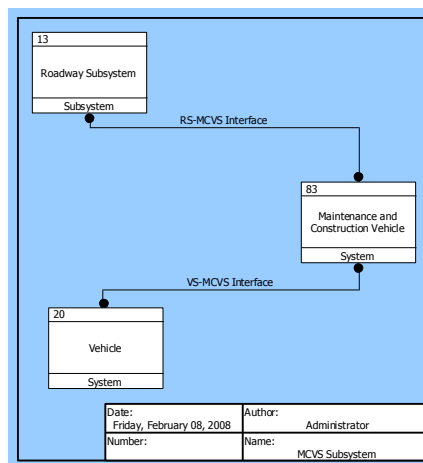 13
Roadway Subsystem
Subsystem
RS-MCVS Interface
83
Maintenance and
Construction Vehicle
System
VS-MCVS Interface
20
Vehicle
System
Date:
Friday, February 08, 2008
Author:
Administrator
Number:
Name:
MCVS Subsystem